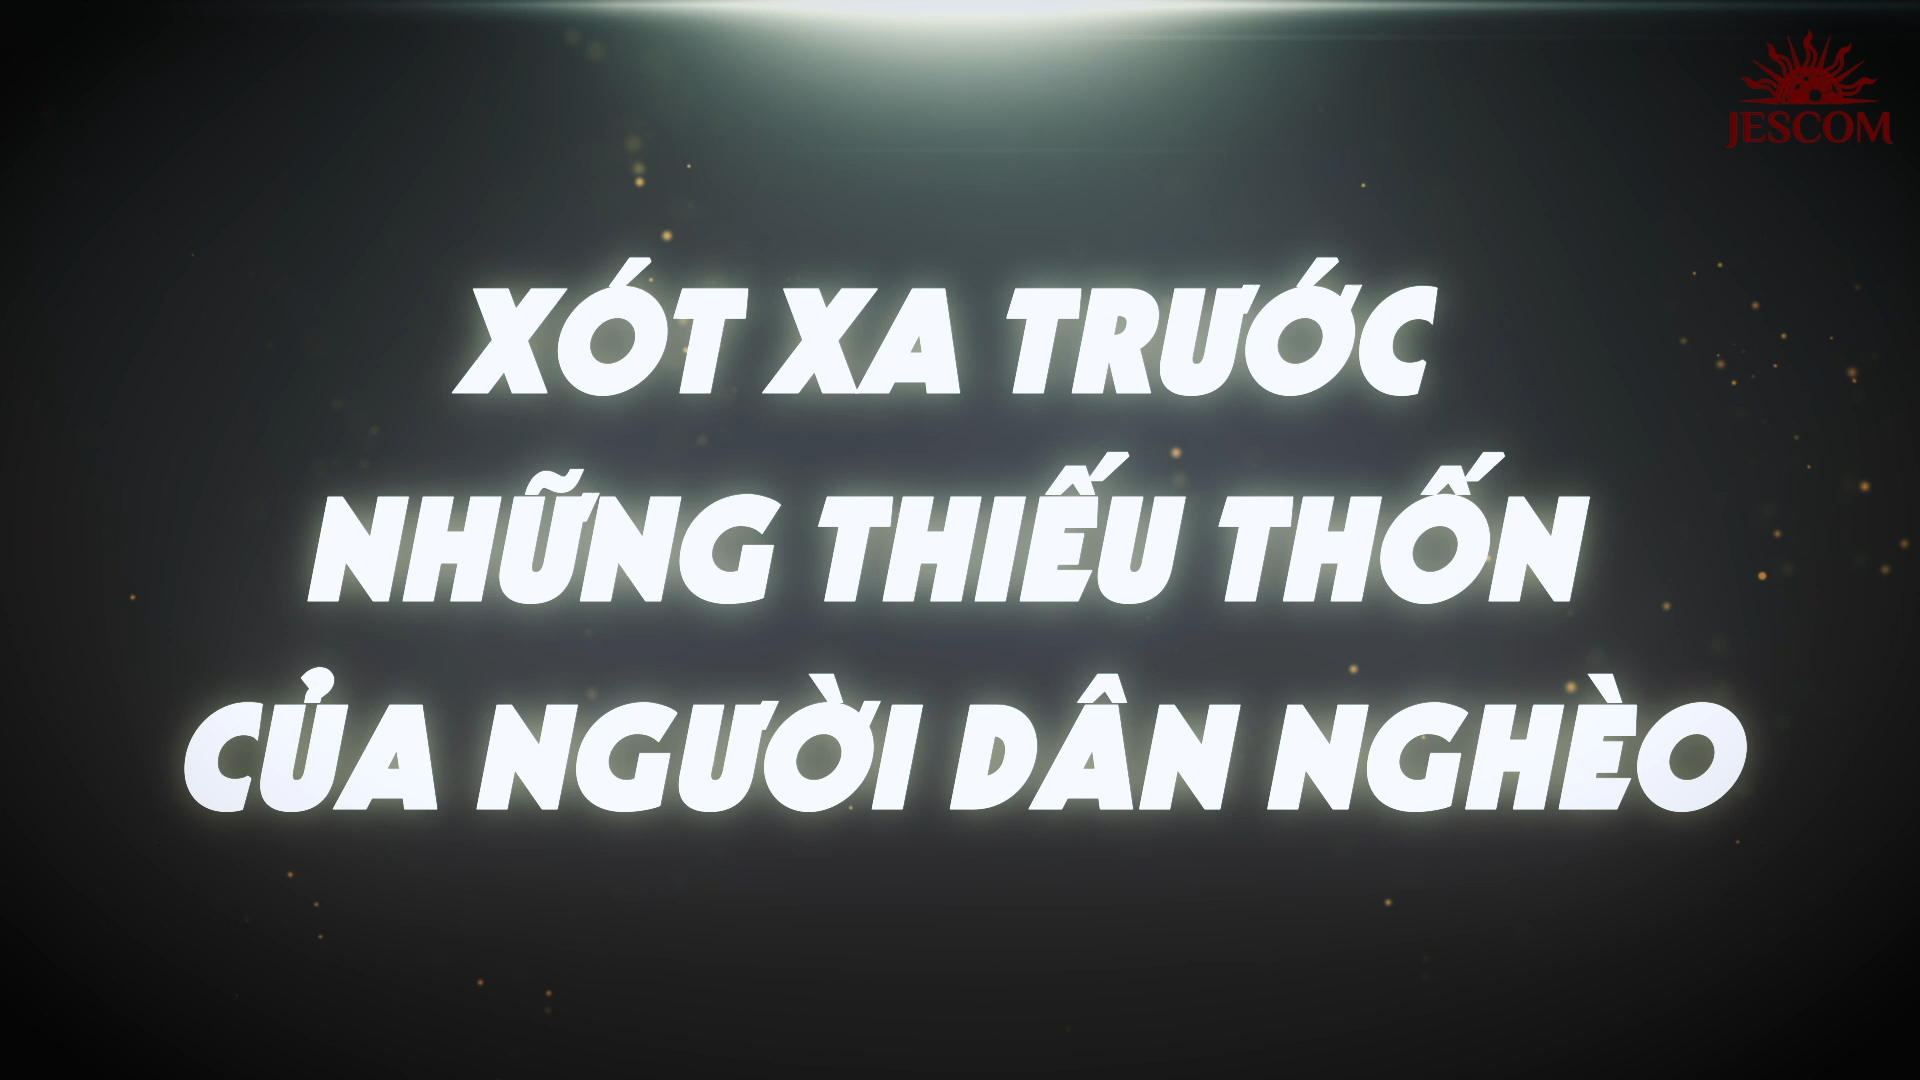 JESCOM
XÓT XA TRƯỚC
NHỮNG THIẾU THỐN
CỦA NGƯỜI DÂN NGHÈO